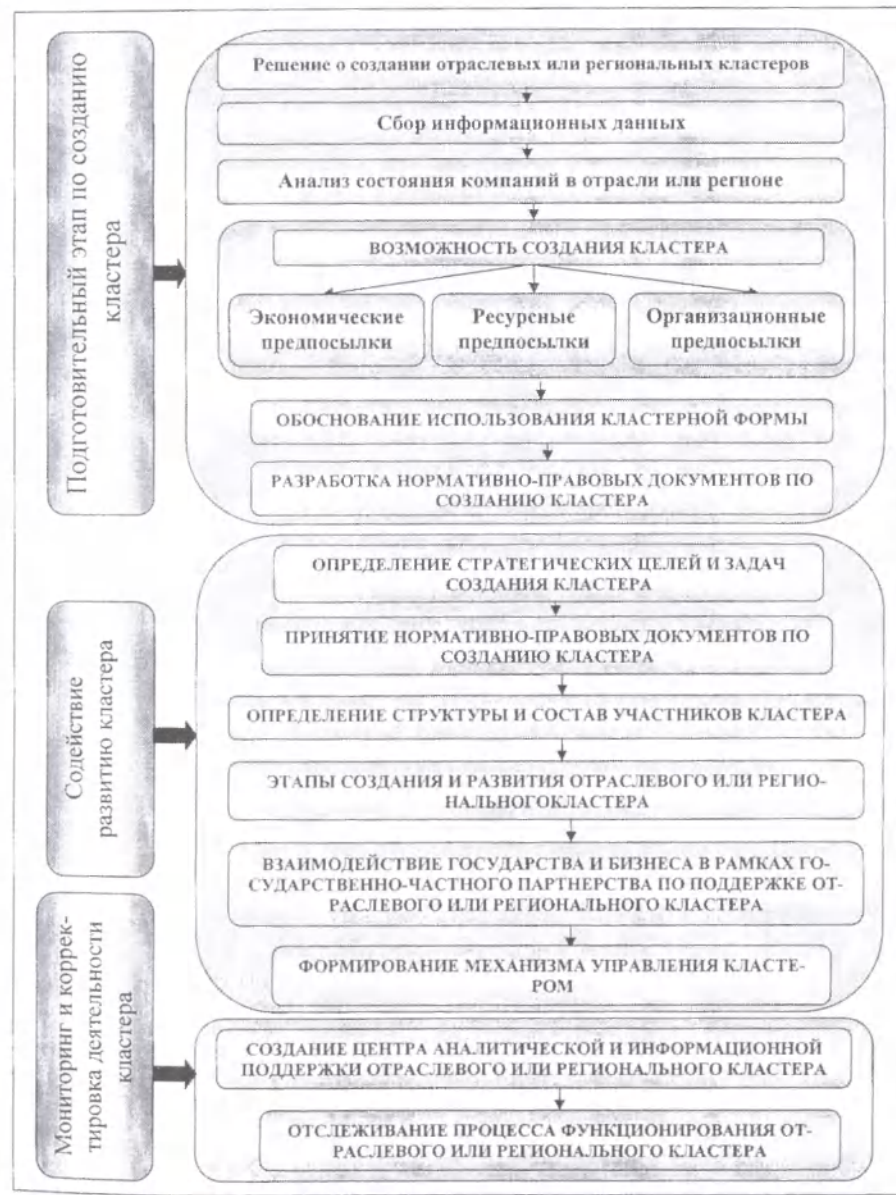 Подготовительный этап по созданию
кластера
Решение о создании отраслевых или региональных кластеров
Сбор информационных данных
Анализ состояния компаний в отрасли или регионе
ВОЗМОЖНОСТЬ СОЗДАНИЯ КЛАСТЕРА
Экономические
предпосылки
Ресурсные
предпосылки
Организационные
предпосылки
ОБОСНОВАНИЕ ИСПОЛЬЗОВАНИЯ КЛАСТЕРНОЙ ФОРМЫ
РАЗРАБОТКА НОРМАТИВНО-ПРАВОВЫХ ДОКУМЕНТОВ ПО
СОЗДАНИЮ КЛАСТЕРА
Содействие
развитию кластера
ОПРЕДЕЛЕНИЕ СТРАТЕГИЧЕСКИХ ЦЕЛЕЙ И ЗАДАЧ
СОЗДАНИЯ КЛАСТЕРА
ПРИНЯТИЕ НОРМАТИВНО-ПРАВОВЫХ ДОКУМЕНТОВ ПО
СОЗДАНИЮ КЛАСТЕРА
ОПРЕДЕЛЕНИЕ СТРУКТУРЫ И СОСТАВ УЧАСТНИКОВ КЛАСТЕРА
ЭТАПЫ СОЗДАНИЯ И РАЗВИТИЯ ОТРАСЛЕВОГО ИЛИ РЕГИО-
НАЛЬНОГОКЛАСТЕРА
ВЗАИМОДЕЙСТВИЕ ГОСУДАРСТВА И БИЗНЕСА В РАМКАХ ГО-
СУДАРСТВЕННО-ЧАСТНОГО ПАРТНЕРСТВА ПО ПОДДЕРЖКЕ ОТ-
РАСЛЕВОГО ИЛИ РЕГИОНАЛЬНОГО КЛАСТЕРА
ФОРМИРОВАНИЕ МЕХАНИЗМА УПРАВЛЕНИЯ КЛАСТЕ-
РОМ
Мониторинг и коррек-
тировка деятельности
кластера
СОЗДАНИЕ ЦЕНТРА АНАЛИТИЧЕСКОЙ И ИНФОРМАЦИОННОЙ
ПОДДЕРЖКИ ОТРАСЛЕВОГО ИЛИ РЕГИОНАЛЬНОГО КЛАСТЕРА
ОТСЛЕЖИВАНИЕ ПРОЦЕССА ФУНКЦИОНИРОВАНИЯ ОТ-
РАСЛЕВОГО ИЛИ РЕГИОНАЛЬНОГО КЛАСТЕРА